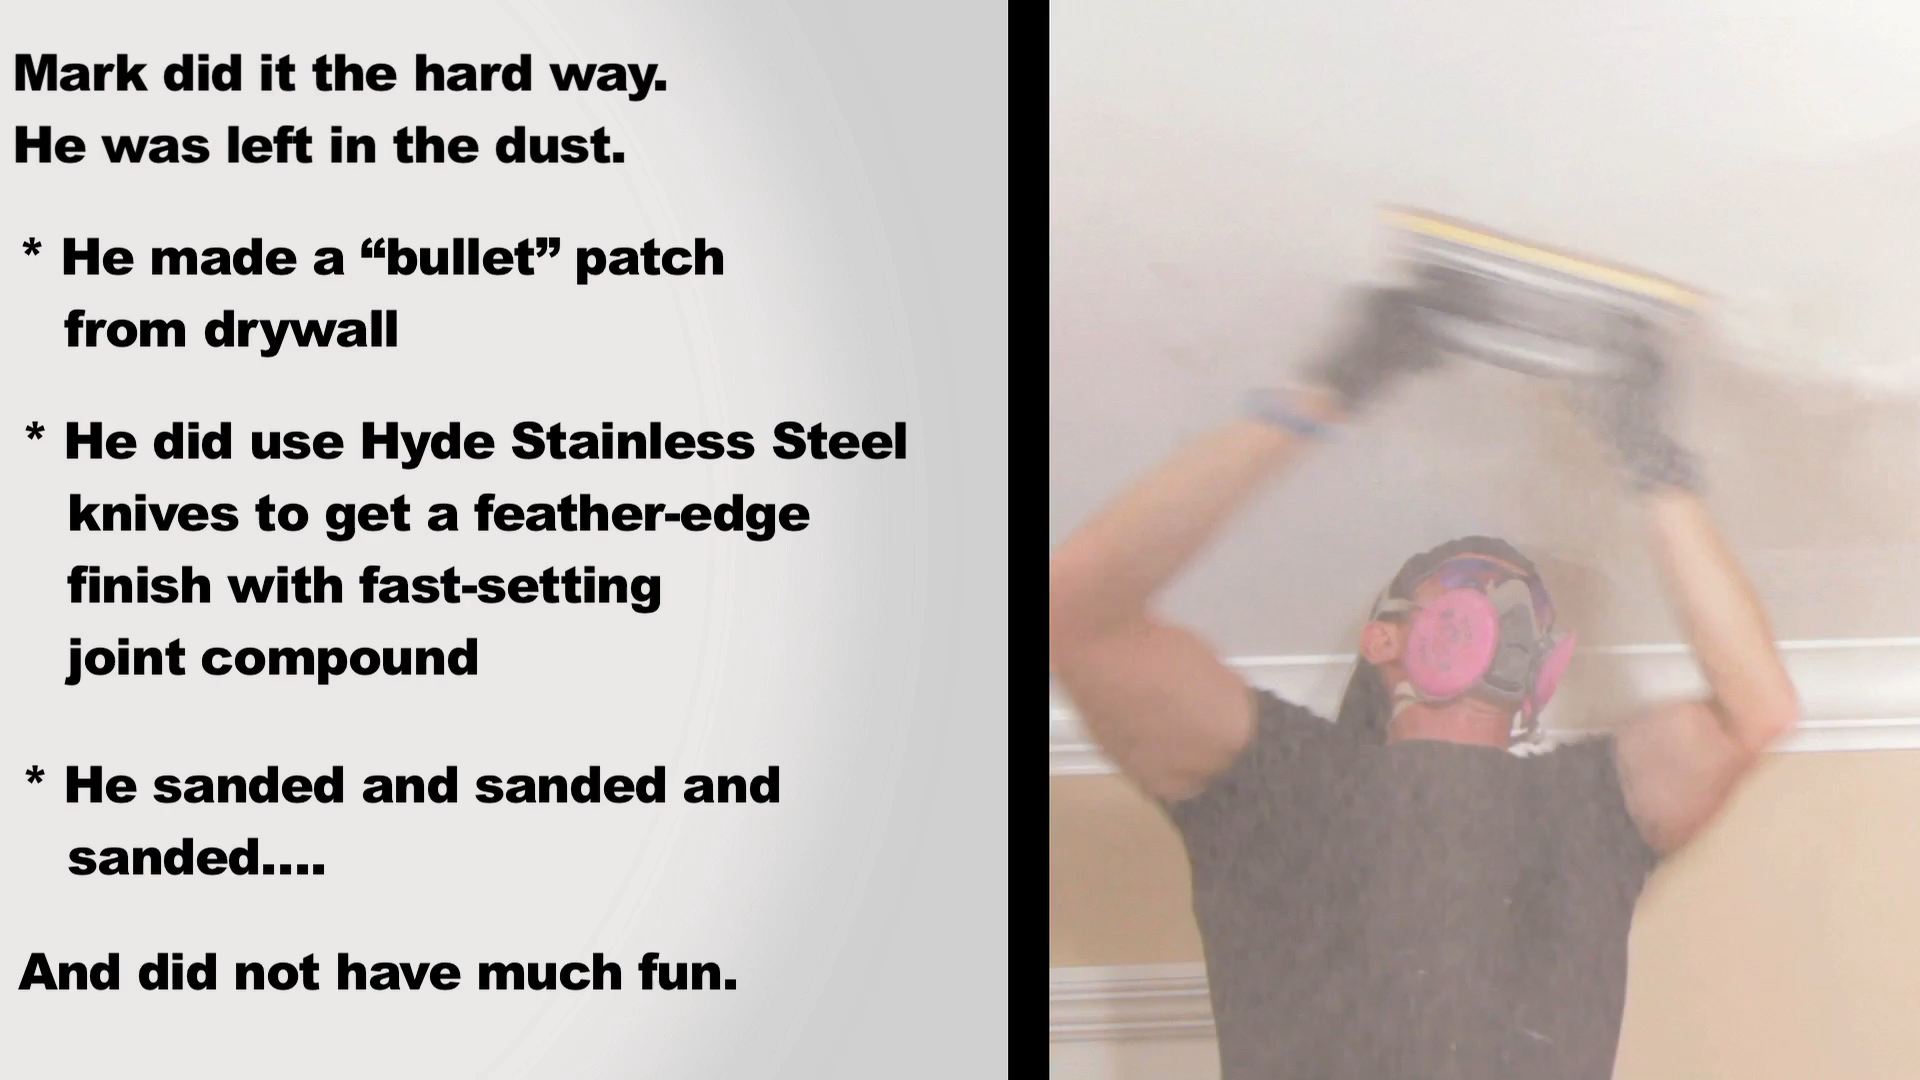 Mark did it the hard way.
He was left in the dust.
* He made a “bullet” patch
from drywall
* He did use Hyde Stainless Steel
knives to get a feather-edge
finish with fast-setting
joint compound
* He sanded and sanded and
sanded....
And did not have much fun.